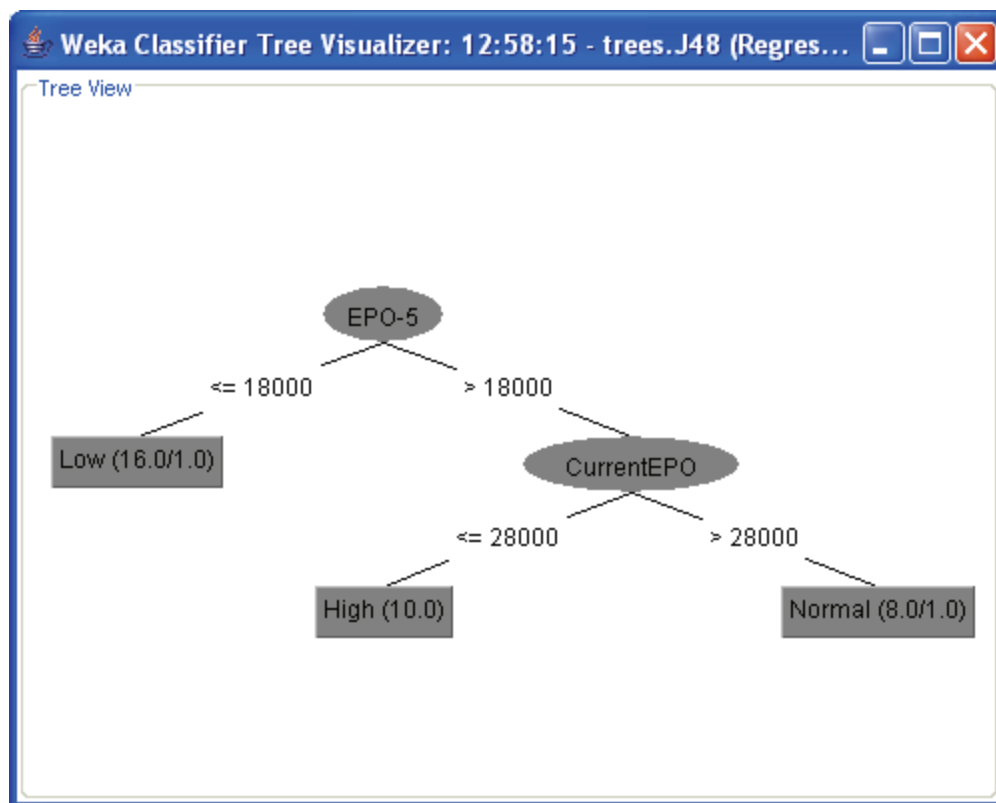 Weka Classifier Tree Visualizer: 12:58:15 - trees.J48 (Regres...
Tree View
EPO-5
<= 18000
> 18000
Low (16.0/1.0)
CurrentEPO
<= 28000
> 28000
High (10.0)
Normal (8.0/1.0)